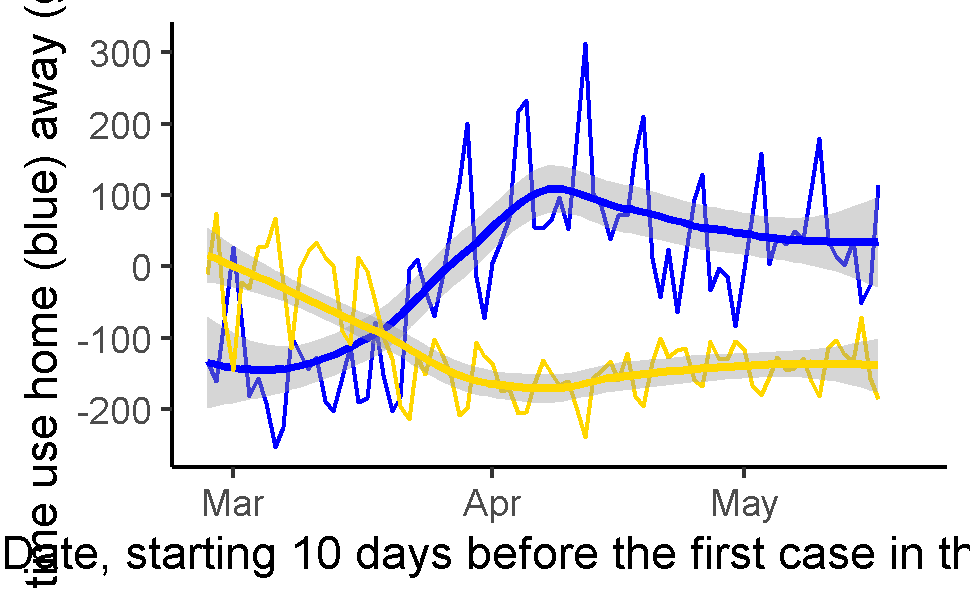 time use home (blue) away (
300
200
100
0
-100
-200
Mar Apr May
Date, starting 10 days before the first case in th